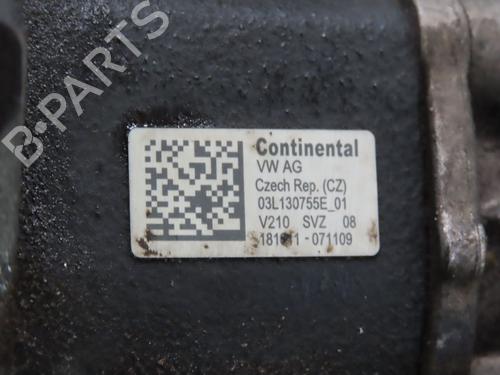 B-PARTS
Continental
VW AG
Czech Rep. (CZ)
03L130755E_01
V210 SVZ 08
- 071109